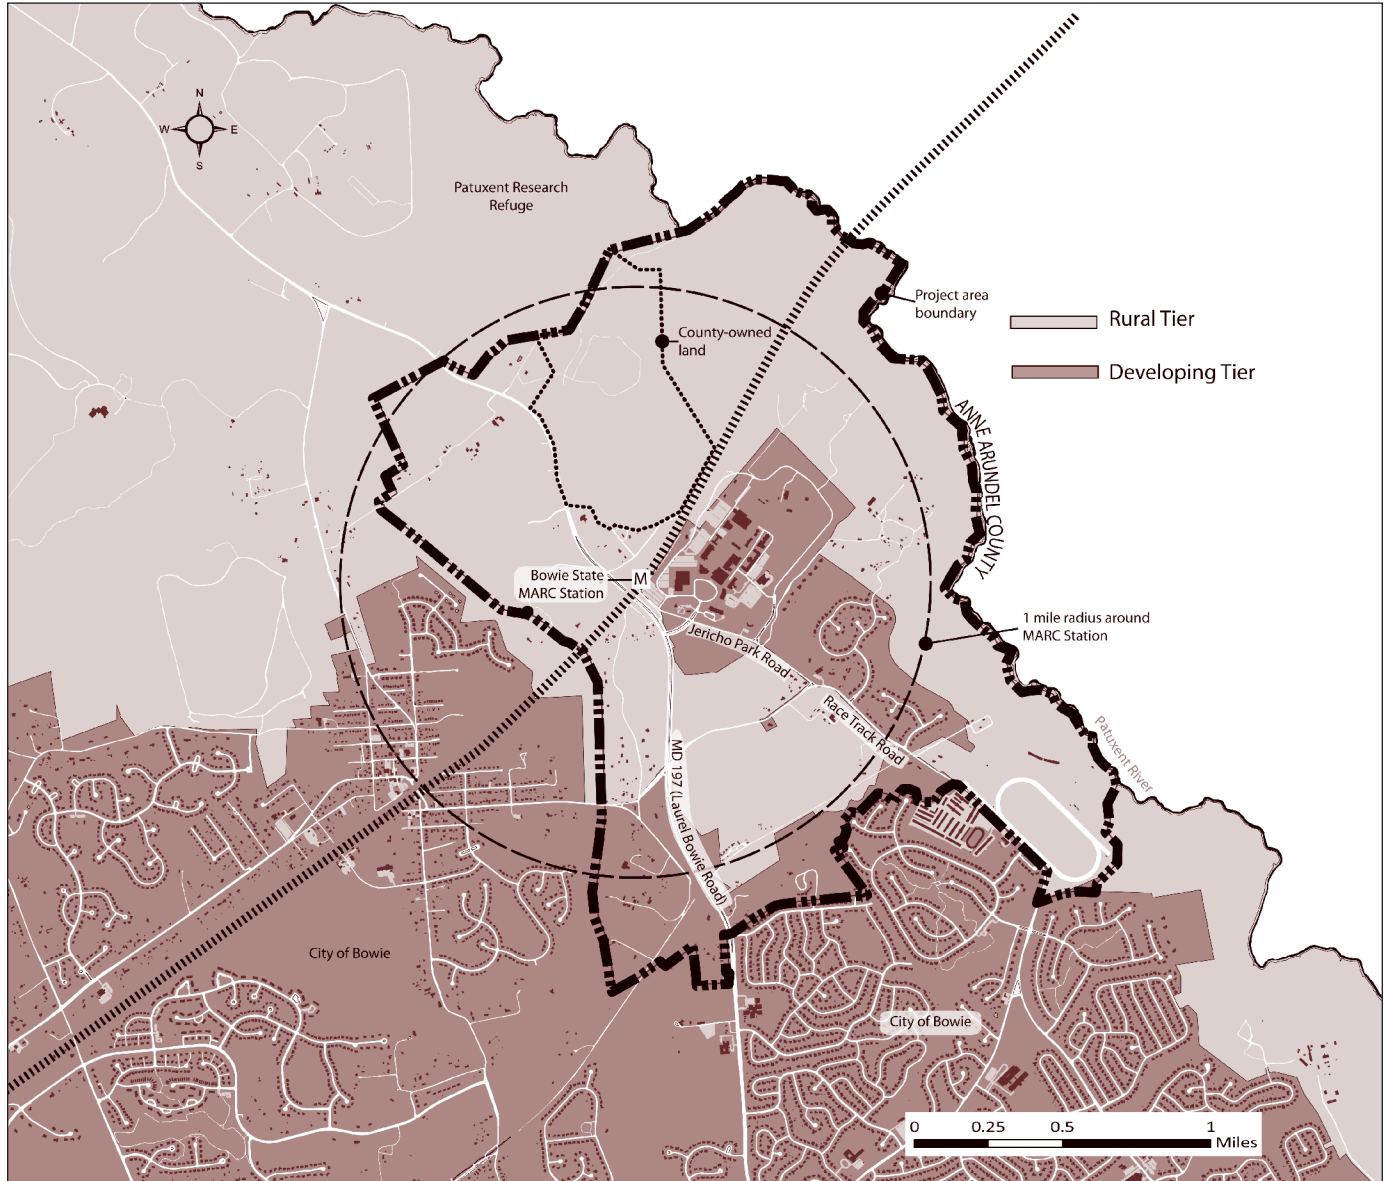 N
W E
S
Patuxent Research
Refuge
Project area
boundary
Rural Tier
County-owned
land
Developing Tier
ANNE ARUNDEL COUNTY
Bowie State
MARC Station
M
1 mile radius around
MARC Station
Jericho Park Road
Race Track Road
Patuxent River
MD 197 (Laurel Bowie Road)
City of Bowie
City of Bowie
0 0.25 0.5 1
Miles